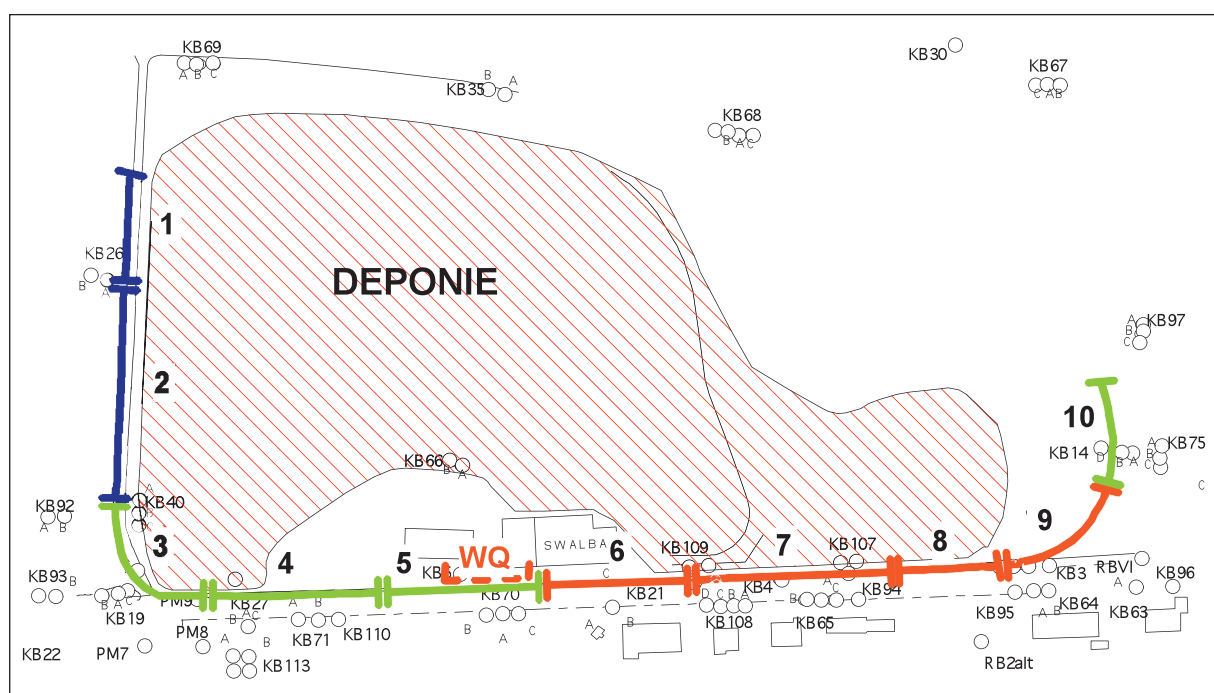 KB69
A B C
KB35 B A
KB30
KB67
C A B
KB68
B A C
1
KB26
B A
DEPONIE
2
KB97
A
B
C
10
KB14
D B A
KB75
A
B
C
C
KB66
B A
KB92
A B
KB40
A
C
3
4
5
WQ
SWALBA
6
C
KB109
7
KB107
A C
8
9
KB3
RBVI
KB96
KB93 B
KB19
B A C
PM9
KB27
B A C
A B
KB70
B A C
KB21
A B
D C B A
KB4
KB108
KB65
B
KB94
KB95
A B
KB64
KB63
A
KB22
PM7
PM8
A
B
KB71
KB110
KB113
RB2alt